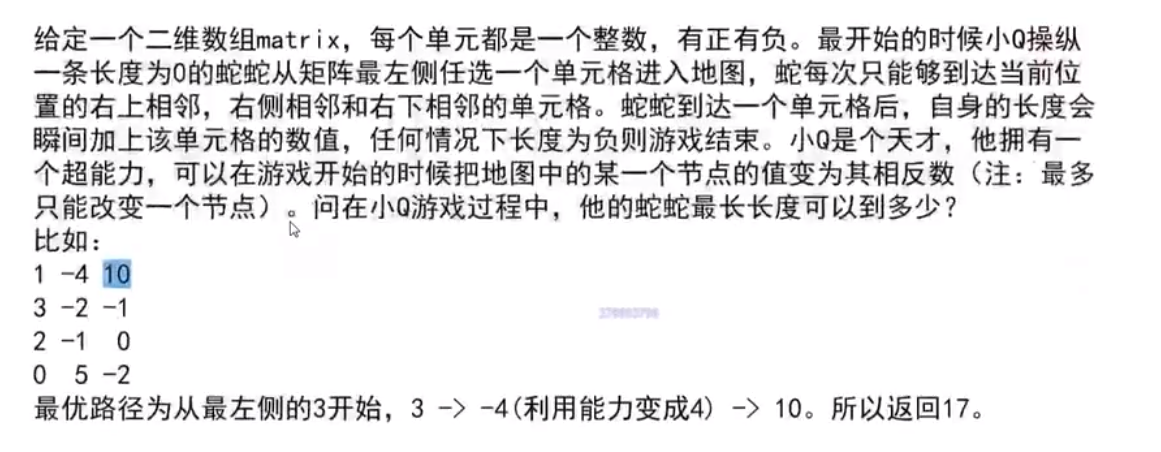 给定一个二维数组matrix，每个单元都是一个整数，有正有负。最开始的时候小Q操纵
一条长度为0的蛇蛇从矩阵最左侧任选一个单元格进入地图，蛇每次只能够到达当前位
置的右上相邻，右侧相邻和右下相邻的单元格。蛇蛇到达一个单元格后，自身的长度会
瞬间加上该单元格的数值，任何情况下长度为负则游戏结束。小Q是个天才，他拥有一
个超能力，可以在游戏开始的时候把地图中的某一个节点的值变为其相反数（注：最多
只能改变一个节点）。问在小Q游戏过程中，他的蛇蛇最长长度可以到多少？
比如：
1 -4 10
3 -2 -1
2 -1 0
0 5 -2
最优路径为从最左侧的3开始，3 -> -4(利用能力变成4) -> 10。所以返回17。